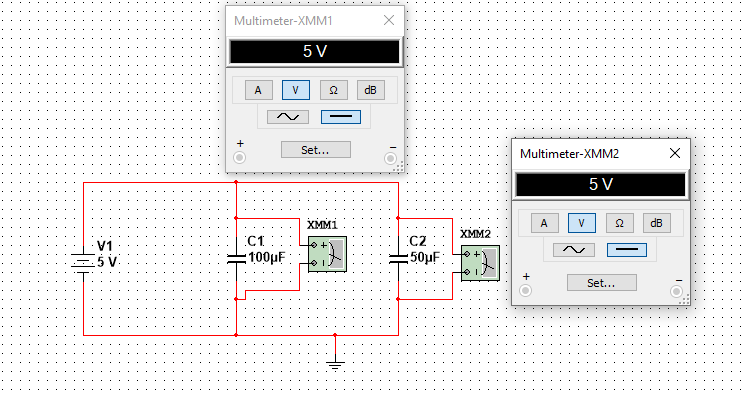 Multimeter-XMM1
5 V
A V Ω dB
+ −
Set...
Multimeter-XMM2
5 V
A V Ω dB
+ −
Set...
V1
5 V
C1
100µF
XMM1
+
C2
50µF
XMM2
+